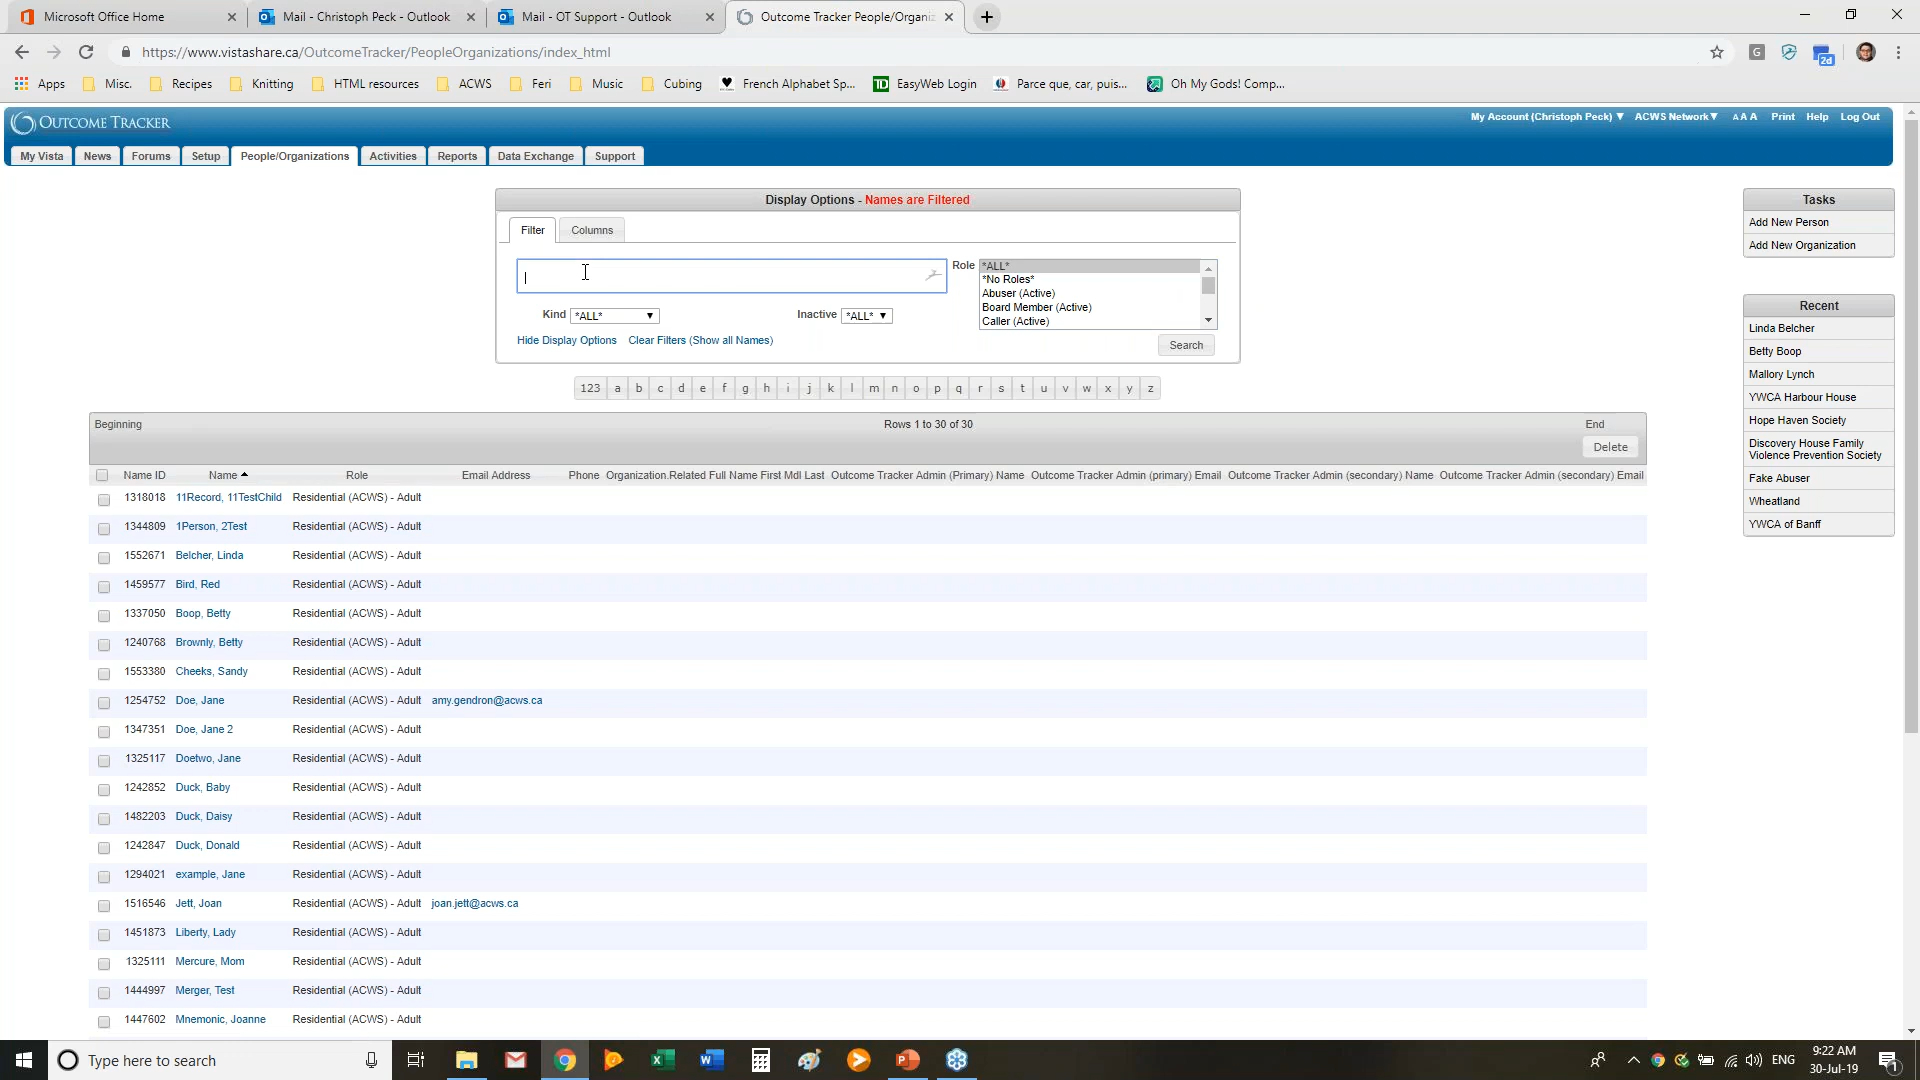 Microsoft Office Home
Mail - Christoph Peck - Outlook
Mail - OT Support - Outlook
Outcome Tracker People/Organiz
https://www.vistashare.ca/OutcomeTracker/PeopleOrganizations/index_html
G
2d
Apps Misc. Recipes Knitting HTML resources ACWS Feri Music Cubing French Alphabet Sp... TD EasyWeb Login Parce que, car, puis... Oh My Gods! Comp...
OUTCOME TRACKER
My Account (Christoph Peck) ▼ ACWS Network▼ A A A Print Help Log Out
My Vista News Forums Setup People/Organizations Activities Reports Data Exchange Support
Display Options - Names are Filtered
Filter Columns
Role
*ALL*
*No Roles*
Abuser (Active)
Board Member (Active)
Caller (Active)
Kind *ALL* Inactive *ALL*
Hide Display Options Clear Filters (Show all Names) Search
123 a b c d e f g h i j k l m n o p q r s t u v w x y z
Beginning Rows 1 to 30 of 30 End
Delete
Name ID Name Role Email Address Phone Organization.Related Full Name First Mdl Last Outcome Tracker Admin (Primary) Name Outcome Tracker Admin (primary) Email Outcome Tracker Admin (secondary) Name Outcome Tracker Admin (secondary) Email
1318018 11Record, 11TestChild Residential (ACWS) - Adult
1344809 1Person, 2Test Residential (ACWS) - Adult
1552671 Belcher, Linda Residential (ACWS) - Adult
1459577 Bird, Red Residential (ACWS) - Adult
1337050 Boop, Betty Residential (ACWS) - Adult
1240768 Brownly, Betty Residential (ACWS) - Adult
1553380 Cheeks, Sandy Residential (ACWS) - Adult
1254752 Doe, Jane Residential (ACWS) - Adult amy.gendron@acws.ca
1347351 Doe, Jane 2 Residential (ACWS) - Adult
1325117 Doetwo, Jane Residential (ACWS) - Adult
1242852 Duck, Baby Residential (ACWS) - Adult
1482203 Duck, Daisy Residential (ACWS) - Adult
1242847 Duck, Donald Residential (ACWS) - Adult
1294021 example, Jane Residential (ACWS) - Adult
1516546 Jett, Joan Residential (ACWS) - Adult joan.jett@acws.ca
1451873 Liberty, Lady Residential (ACWS) - Adult
1325111 Mercure, Mom Residential (ACWS) - Adult
1444997 Merger, Test Residential (ACWS) - Adult
1447602 Mnemonic, Joanne Residential (ACWS) - Adult
Tasks
Add New Person
Add New Organization
Recent
Linda Belcher
Betty Boop
Mallory Lynch
YWCA Harbour House
Hope Haven Society
Discovery House Family
Violence Prevention Society
Fake Abuser
Wheatland
YWCA of Banff
Type here to search
ENG
9:22 AM
30-Jul-19
1